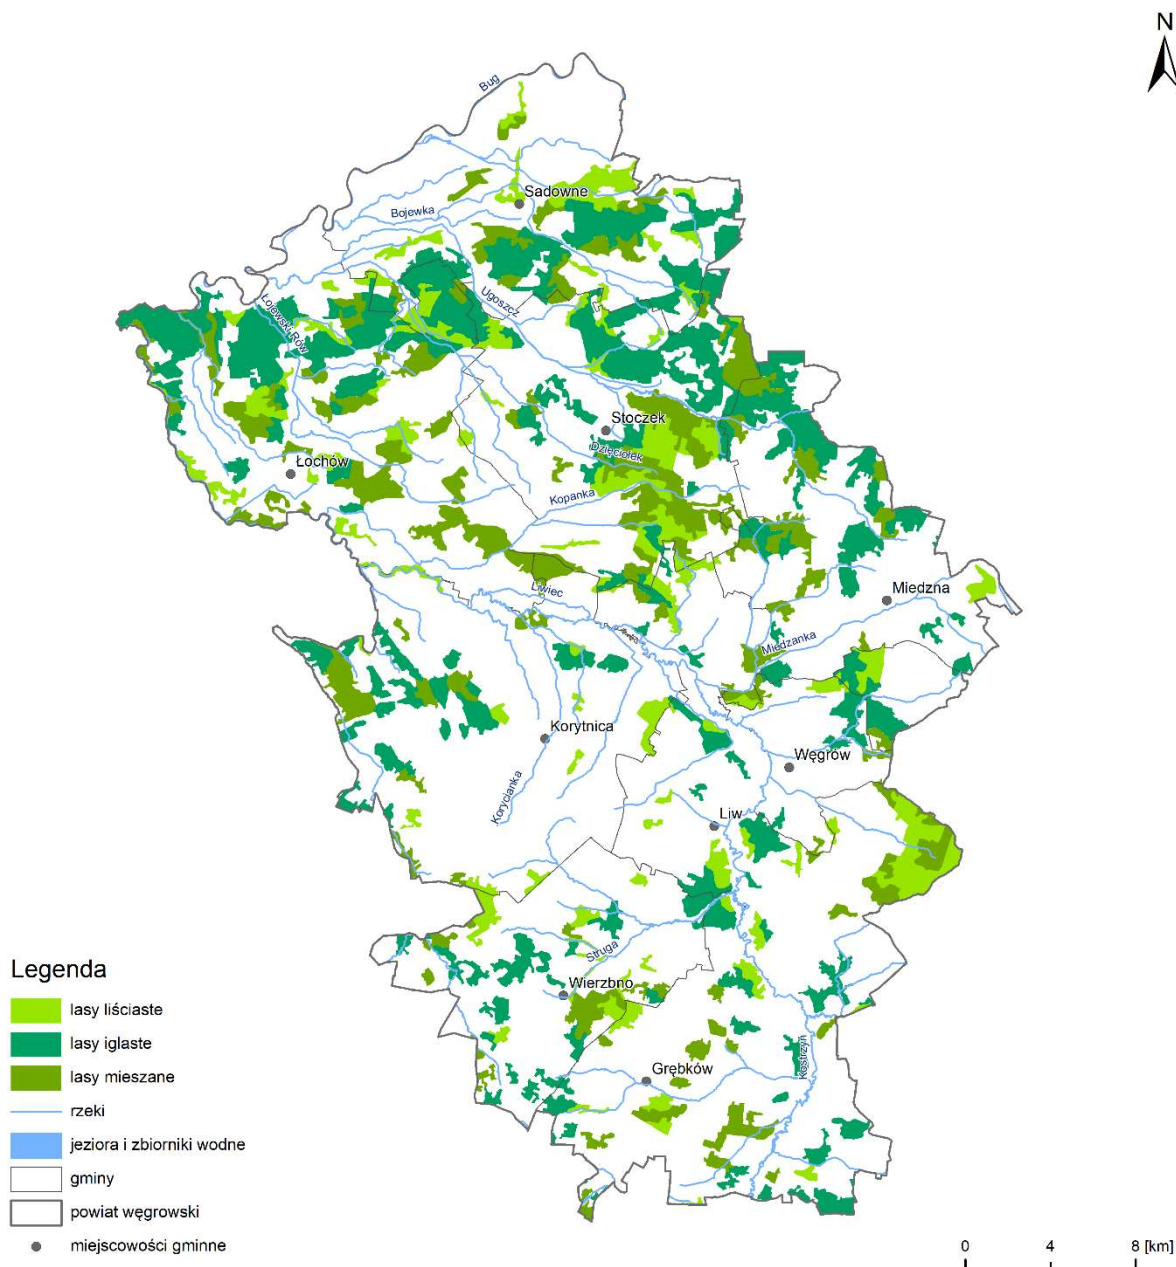 N
Bug
Sadowne
Bojewka
Ugoszcz
Łojewski Rów
Stoczek
Dzięciołek
Łochów
Kopanka
Liwiec
Miedzna
Miedzanka
Korytnica
Węgrów
Korycianka
Liw
Struga
Wierzbno
Kostrzyń
Grębków
Legenda
lasy liściaste
lasy iglaste
lasy mieszane
rzeki
jeziora i zbiorniki wodne
gminy
powiat węgrowski
miejscowości gminne
0 4 8 [km]